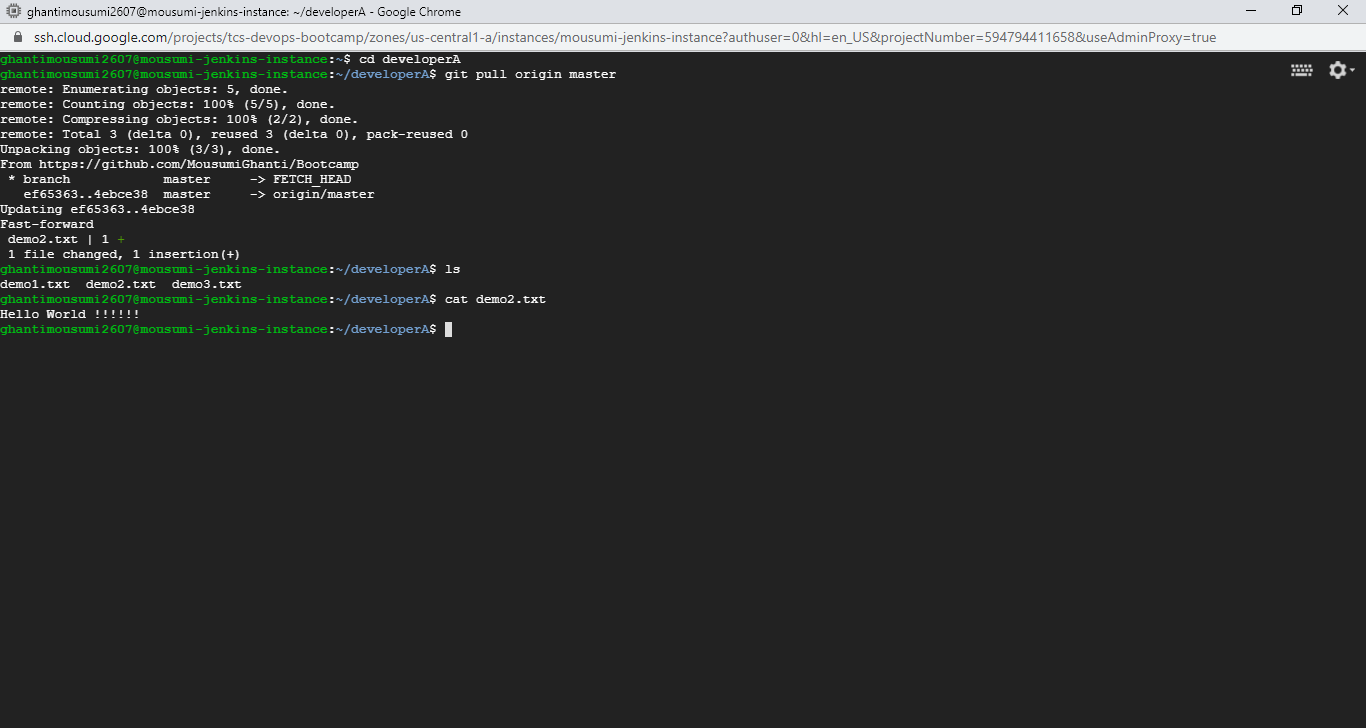 ghantimousumi2607@mousumi-jenkins-instance: ~/developerA - Google Chrome
ssh.cloud.google.com/projects/tcs-devops-bootcamp/zones/us-central1-a/instances/mousumi-jenkins-instance?authuser=0&hl=en_US&projectNumber=594794411658&useAdminProxy=true
ghantimousumi2607@mousumi-jenkins-instance:~$ cd developerA
ghantimousumi2607@mousumi-jenkins-instance:~/developerA$ git pull origin master
remote: Enumerating objects: 5, done.
remote: Counting objects: 100% (5/5), done.
remote: Compressing objects: 100% (2/2), done.
remote: Total 3 (delta 0), reused 3 (delta 0), pack-reused 0
Unpacking objects: 100% (3/3), done.
From https://github.com/MousumiGhanti/Bootcamp
 * branch            master     -> FETCH_HEAD
   ef65363..4ebce38  master     -> origin/master
Updating ef65363..4ebce38
Fast-forward
 demo2.txt | 1 +
 1 file changed, 1 insertion(+)
ghantimousumi2607@mousumi-jenkins-instance:~/developerA$ ls
demo1.txt  demo2.txt  demo3.txt
ghantimousumi2607@mousumi-jenkins-instance:~/developerA$ cat demo2.txt
Hello World !!!!!!
ghantimousumi2607@mousumi-jenkins-instance:~/developerA$